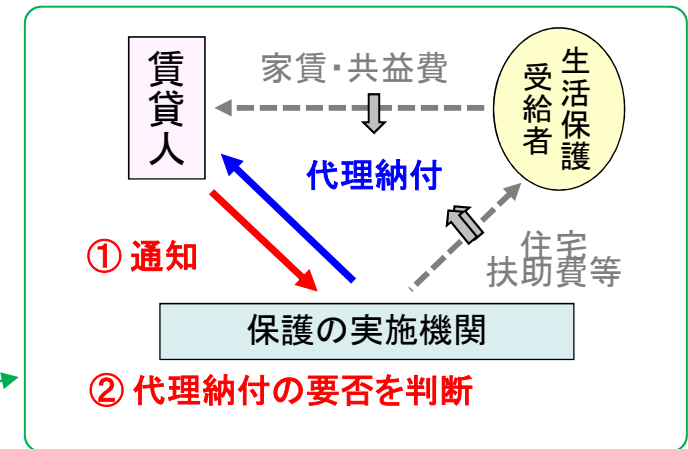 賃貸人
家賃・共益費
生活保護
受給者
代理納付
① 通知
住宅
扶助費等
保護の実施機関
② 代理納付の要否を判断